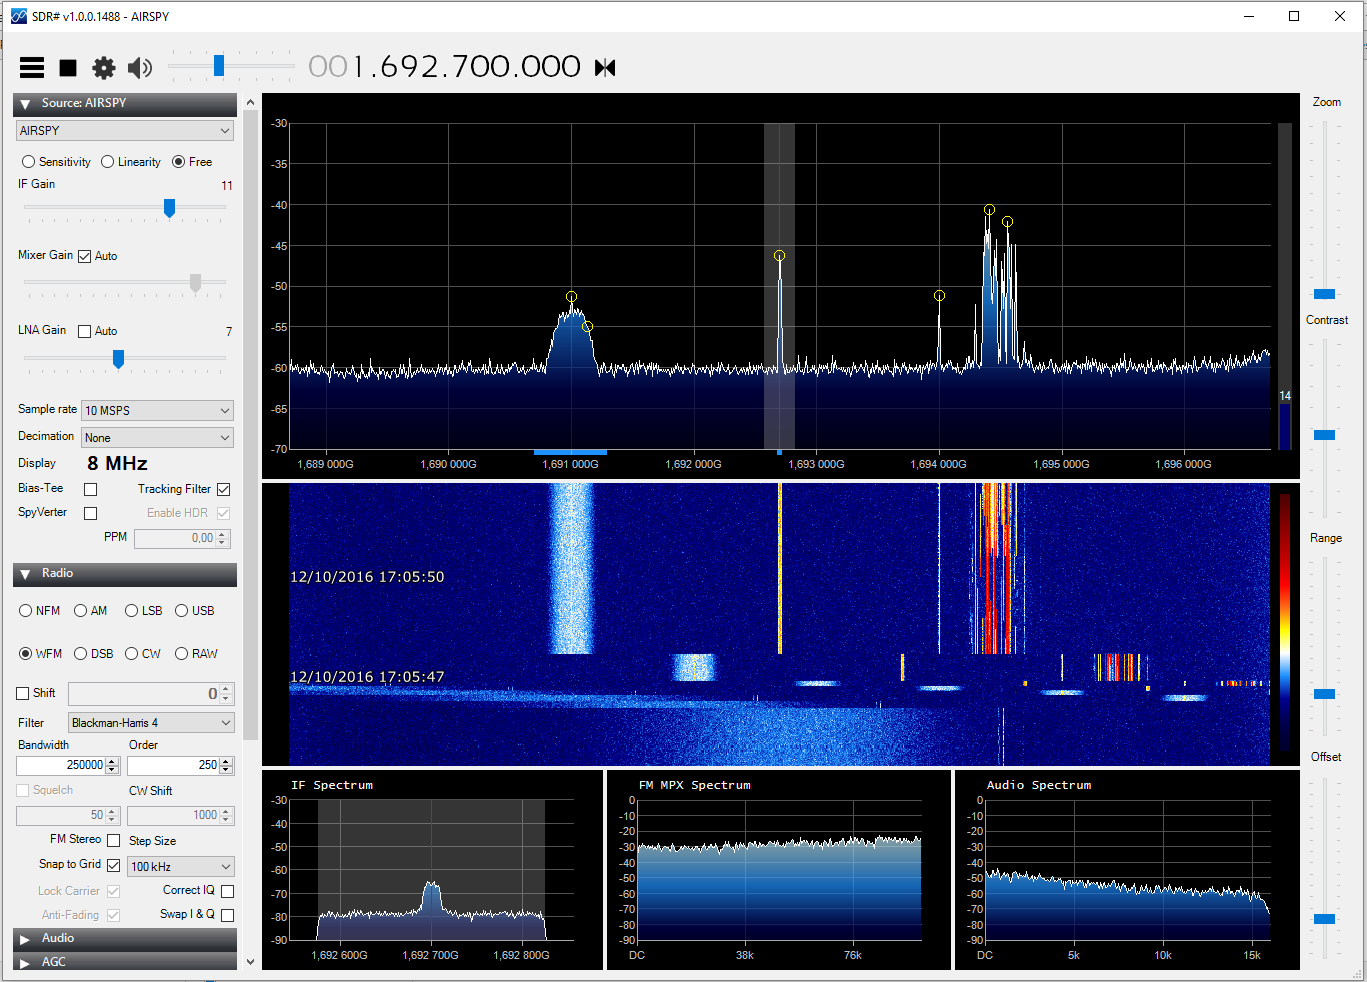 SDR# v1.0.0.1488 - AIRSPY
001.692.700.000
Source: AIRSPY
AIRSPY
Sensitivity Linearity Free
IF Gain 11
Mixer Gain Auto
LNA Gain Auto 7
Sample rate 10 MSPS
Decimation None
Display 8 MHz
Bias-Tee Tracking Filter
SpyVerter Enable HDR
PPM 0,00
Radio
NFM AM LSB USB
WFM DSB CW RAW
Shift 0
Filter Blackman-Harris 4
Bandwidth Order
250000 250
Squelch CW Shift
50 1000
FM Stereo Step Size
Snap to Grid 100 kHz
Lock Carrier Correct IQ
Anti-Fading Swap I & Q
Audio
AGC
-30
-35
-40
-45
-50
-55
-60
-65
-70
14
1,689 000G 1,690 000G 1,691 000G 1,692 000G 1,693 000G 1,694 000G 1,695 000G 1,696 000G
12/10/2016 17:05:50
12/10/2016 17:05:47
IF Spectrum
-30
-40
-50
-60
-70
-80
-90
1,692 600G 1,692 700G 1,692 800G
FM MPX Spectrum
0
-10
-20
-30
-40
-50
-60
-70
-80
-90
DC 38k 76k
Audio Spectrum
0
-10
-20
-30
-40
-50
-60
-70
-80
-90
DC 5k 10k 15k
Zoom
Contrast
Range
Offset